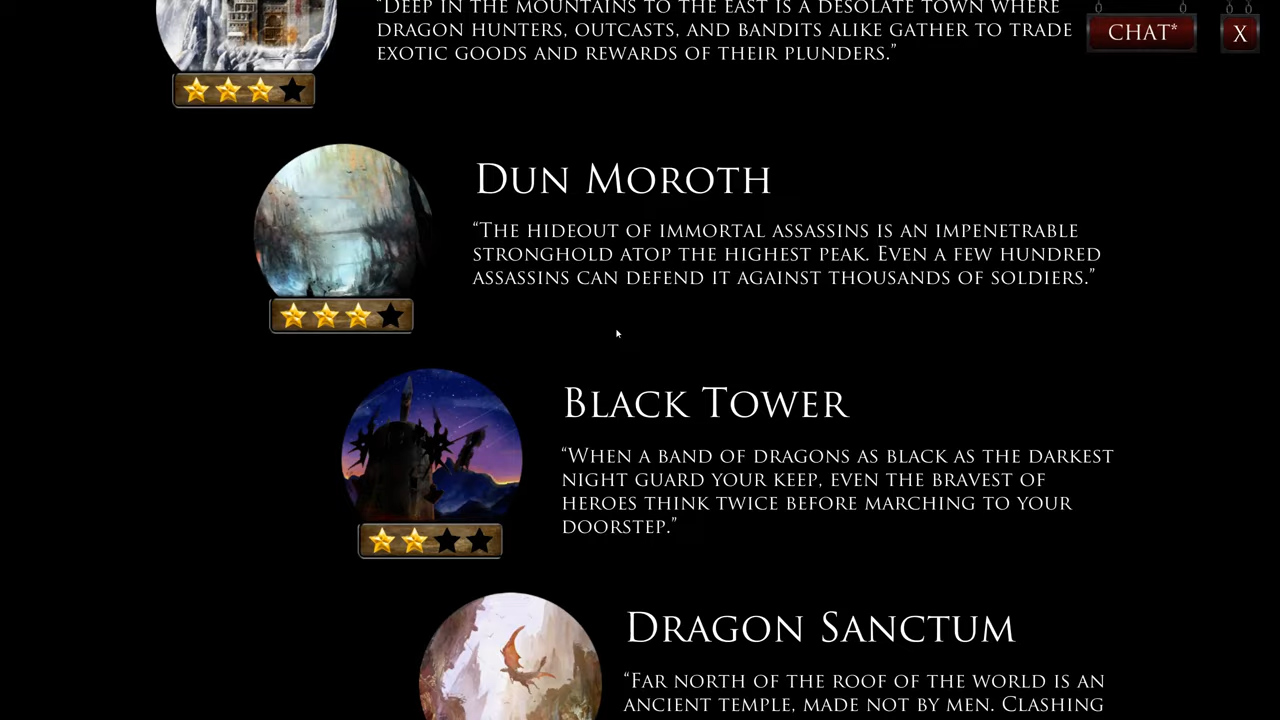 “Deep in the mountains to the east is a desolate town where
dragon hunters, outcasts, and bandits alike gather to trade
exotic goods and rewards of their plunders.”
CHAT*
X
Dun Moroth
“The hideout of immortal assassins is an impenetrable
stronghold atop the highest peak. Even a few hundred
assassins can defend it against thousands of soldiers.”
Black Tower
“When a band of dragons as black as the darkest
night guard your keep, even the bravest of
heroes think twice before marching to your
doorstep.”
Dragon Sanctum
“Far north of the roof of the world is an
ancient temple, made not by men. Clashing